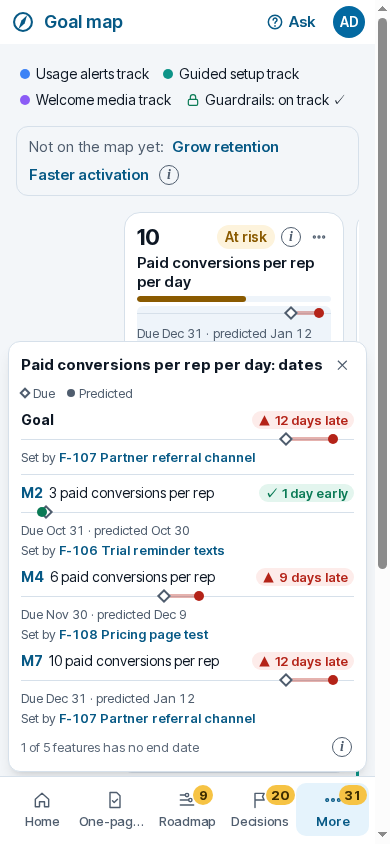 Goal map
Ask
AD
Usage alerts track
Guided setup track
Welcome media track
Guardrails: on track ✓
Not on the map yet: Grow retention
Faster activation
i
10
At risk
i
Paid conversions per rep
per day
Due Dec 31 · predicted Jan 12
Paid conversions per rep per day: dates
Due
Predicted
Goal
▲ 12 days late
Set by F-107 Partner referral channel
M2 3 paid conversions per rep
✓ 1 day early
Due Oct 31 · predicted Oct 30
Set by F-106 Trial reminder texts
M4 6 paid conversions per rep
▲ 9 days late
Due Nov 30 · predicted Dec 9
Set by F-108 Pricing page test
M7 10 paid conversions per rep
▲ 12 days late
Due Dec 31 · predicted Jan 12
Set by F-107 Partner referral channel
1 of 5 features has no end date
i
9
20
31
Home
One-pag…
Roadmap
Decisions
More